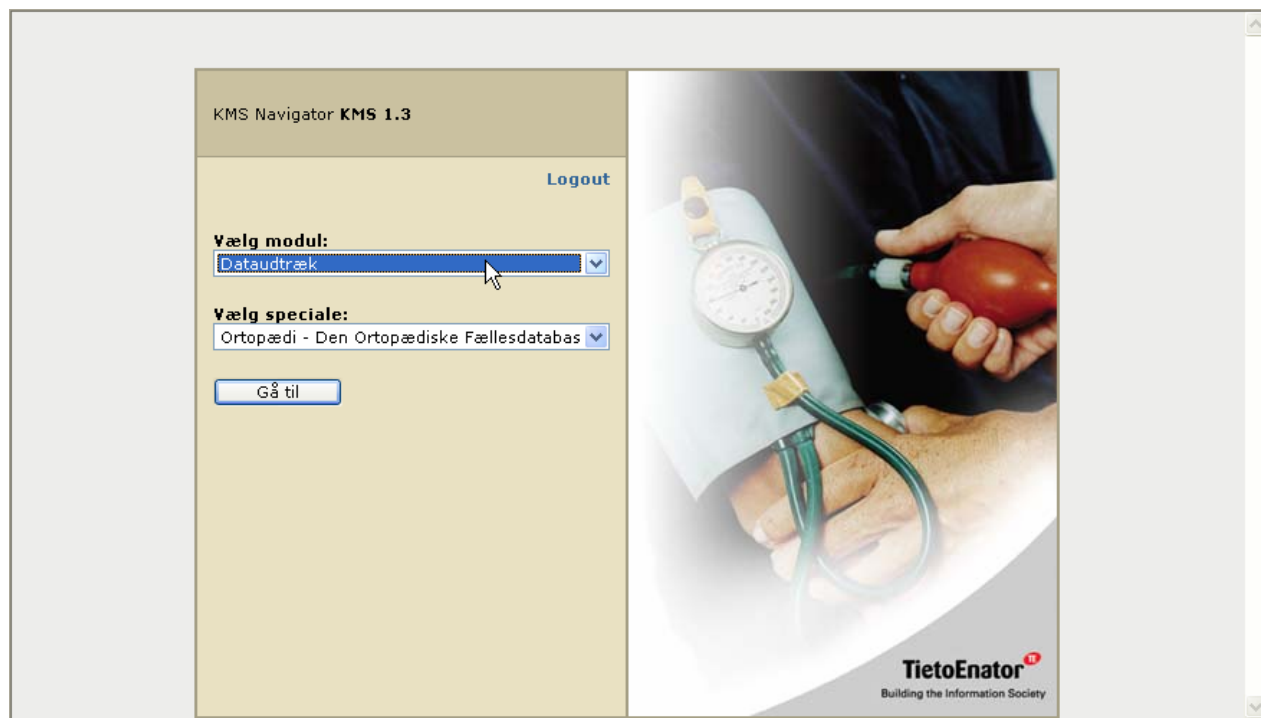 KMS Navigator KMS 1.3
Logout
Vælg modul:
Dataudtræk
Vælg speciale:
Ortopædi - Den Ortopædiske Fællesdatabas
Gå til
TietoEnator TE
Building the Information Society